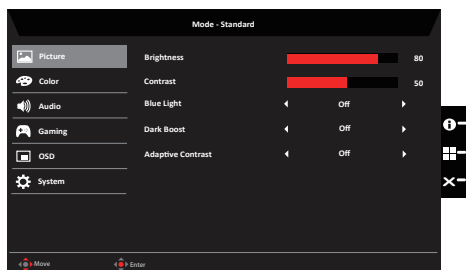 Mode - Standard
Picture
Brightness 80
Color
Contrast 50
Audio
Blue Light Off
Gaming
Dark Boost Off
OSD
Adaptive Contrast Off
System
Move Enter